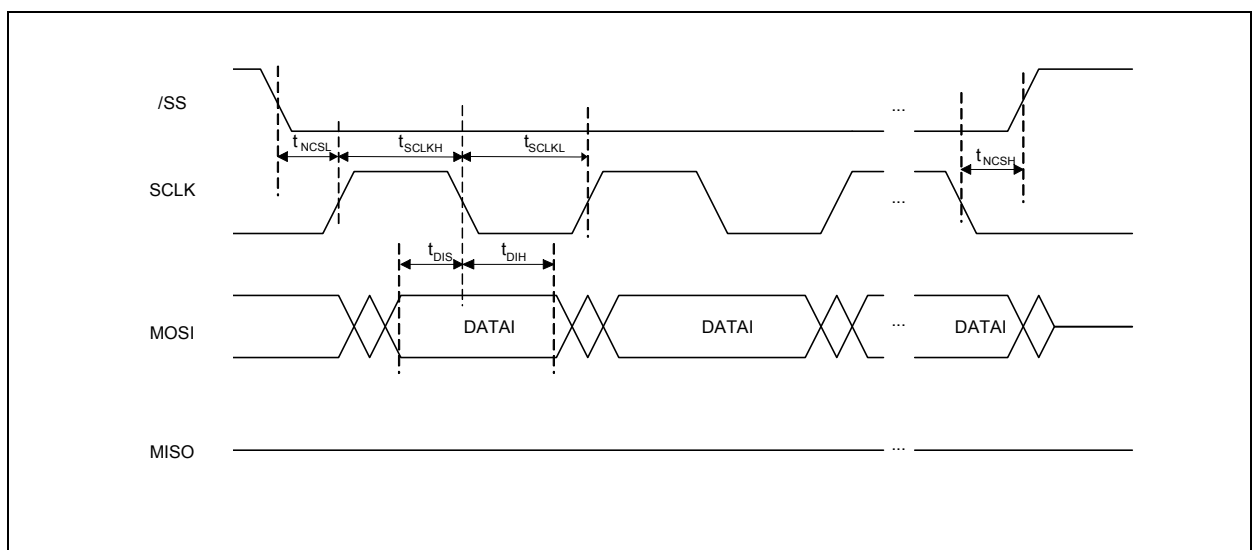 /SS
...
tNCSL
tSCLKH
tSCLKL
tNCSH
SCLK
...
tDIS
tDIH
MOSI
DATAI
DATAI
...
DATAI
MISO
...